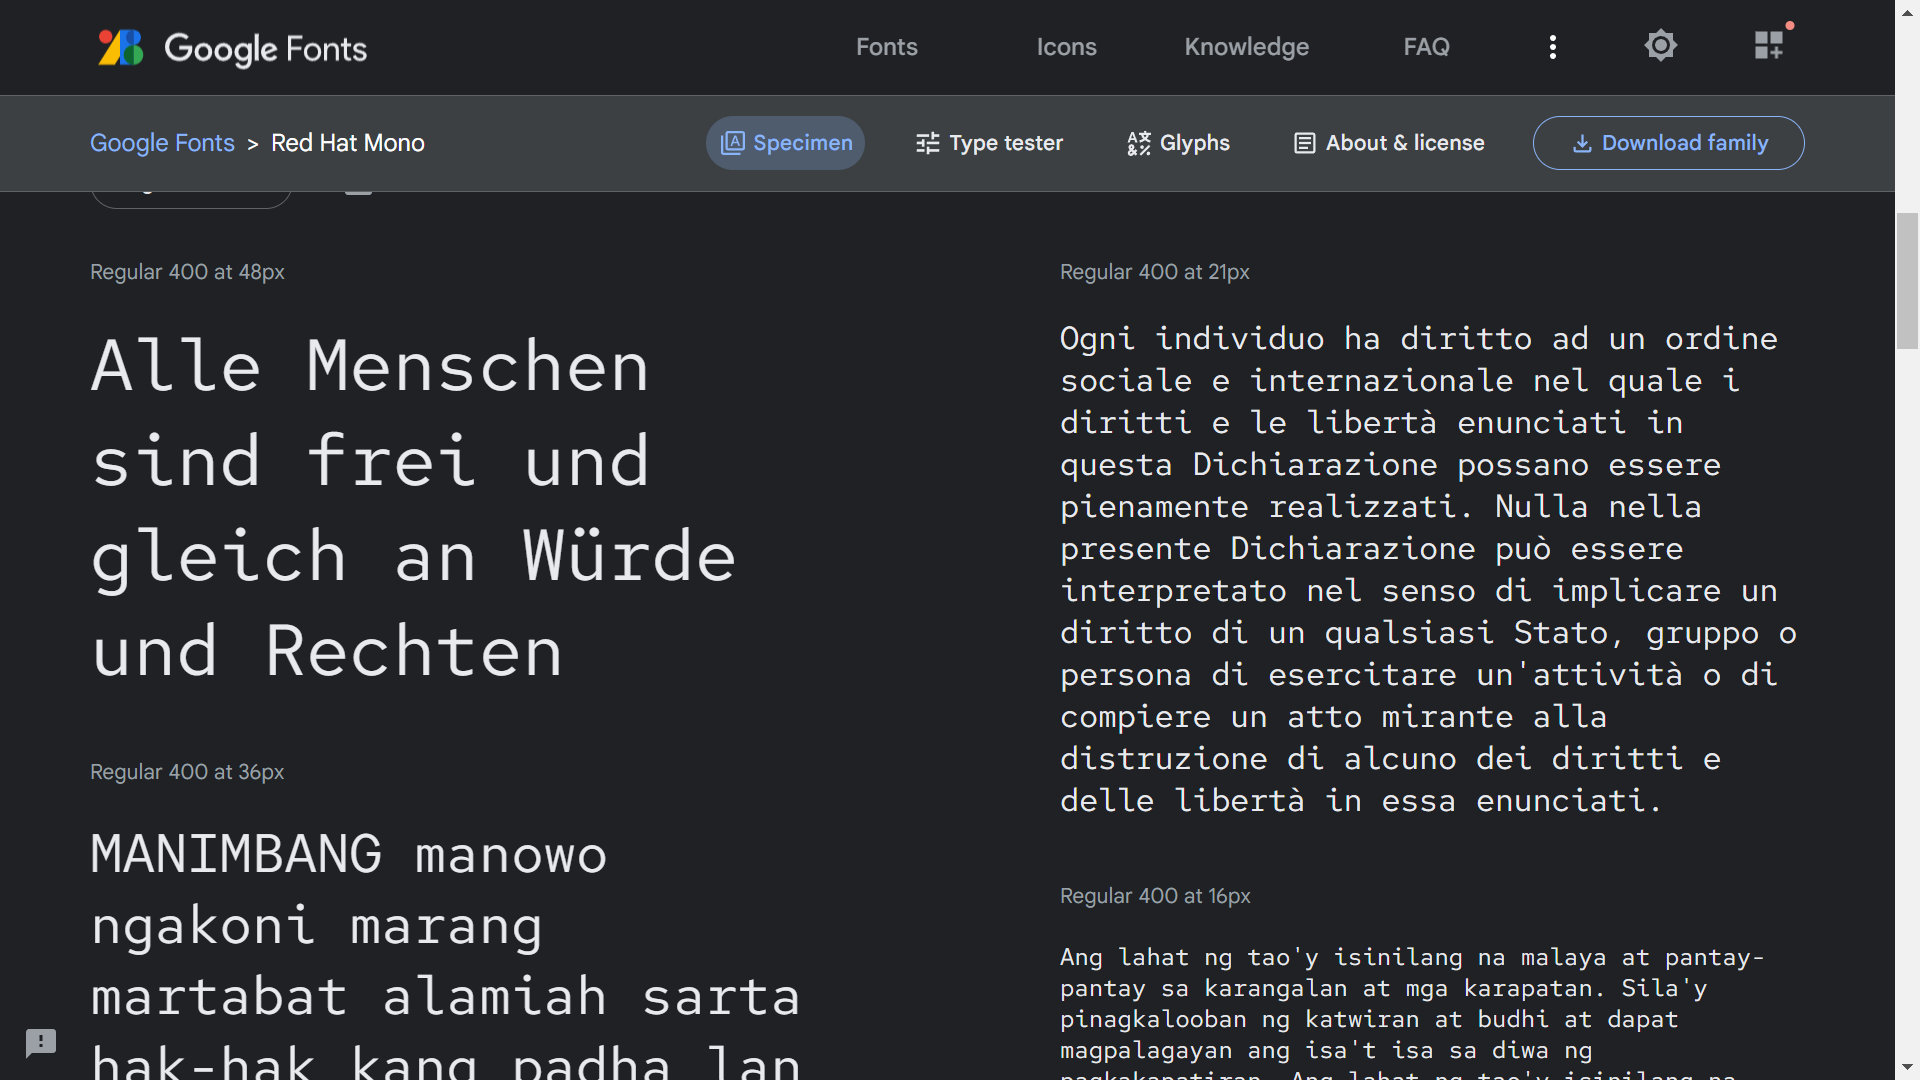 Google Fonts
Fonts
Icons
Knowledge
FAQ
Google Fonts > Red Hat Mono
Specimen
Type tester
Glyphs
About & license
Download family
Regular 400 at 48px
Alle Menschen
sind frei und
gleich an Würde
und Rechten
Regular 400 at 36px
MANIMBANG manowo
ngakoni marang
martabat alamiah sarta
hak-hak kang padha lan
Regular 400 at 21px
Ogni individuo ha diritto ad un ordine
sociale e internazionale nel quale i
diritti e le libertà enunciati in
questa Dichiarazione possano essere
pienamente realizzati. Nulla nella
presente Dichiarazione può essere
interpretato nel senso di implicare un
diritto di un qualsiasi Stato, gruppo o
persona di esercitare un'attività o di
compiere un atto mirante alla
distruzione di alcuno dei diritti e
delle libertà in essa enunciati.
Regular 400 at 16px
Ang lahat ng tao'y isinilang na malaya at pantay-
pantay sa karangalan at mga karapatan. Sila'y
pinagkalooban ng katwiran at budhi at dapat
magpalagayan ang isa't isa sa diwa ng
pagkakapatiran. Ang lahat ng tao'y isinilang na